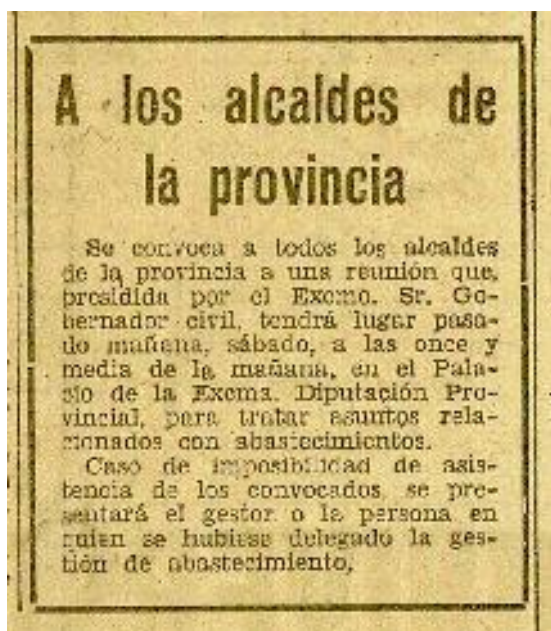 A los alcaldes de
la provincia
Se convoca a todos los alcaldes
de la provincia a una reunión que,
presidida por el Excmo. Sr. Go-
bernador civil, tendrá lugar pasa-
do mañana, sábado, a las once y
media de la mañana, en el Pala-
cio de la Excma. Diputación Pro-
vincial, para tratar asuntos rela-
cionados con abastecimientos.
Caso de imposibilidad de asis-
tencia de los convocados, se pre-
sentará el gestor o la persona en
quien se hubiese delegado la ges-
tión de abastecimiento,